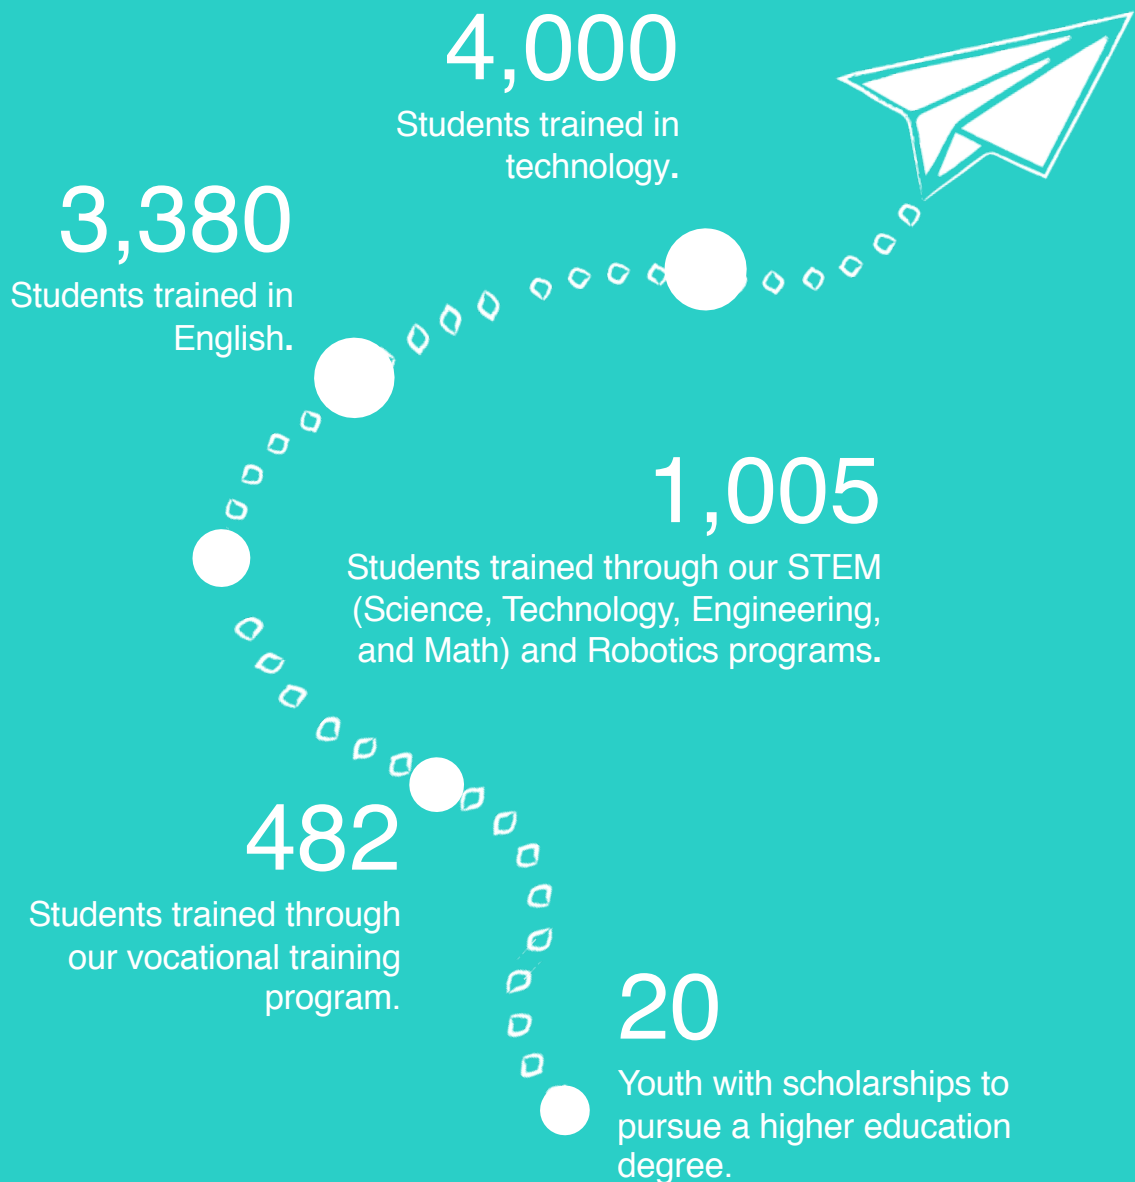 4,000
Students trained in
technology.
3,380
Students trained in
English.
1,005
Students trained through our STEM
(Science, Technology, Engineering,
and Math) and Robotics programs.
482
Students trained through
our vocational training
program.
20
Youth with scholarships to
pursue a higher education
degree.